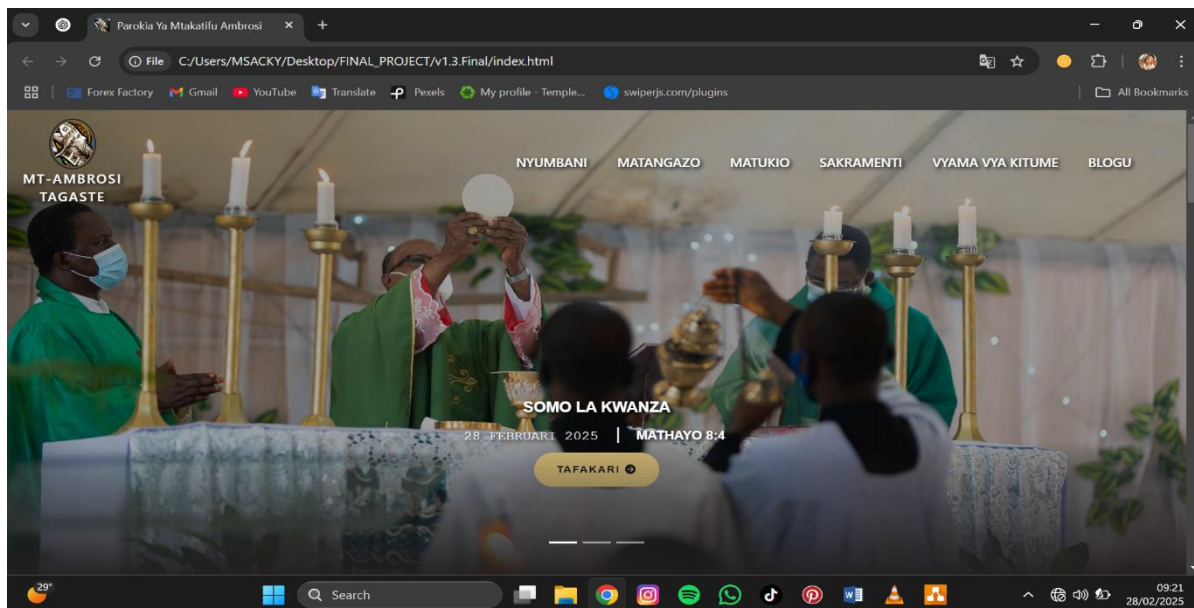 Parokia Ya Mtakatifu Ambrosi
File C:/Users/MSACKY/Desktop/FINAL_PROJECT/v1.3.Final/index.html
Forex Factory Gmail YouTube Translate Pexels My profile - Temple... swiperjs.com/plugins All Bookmarks
MT-AMBROSI
TAGASTE
NYUMBANI MATANGAZO MATUKIO SAKRAMENTI VYAMA VYA KITUME BLOGU
SOMO LA KWANZA
28 FEBRUARI 2025 | MATHAYO 8:4
TAFAKARI
29°
Search
09:21
28/02/2025